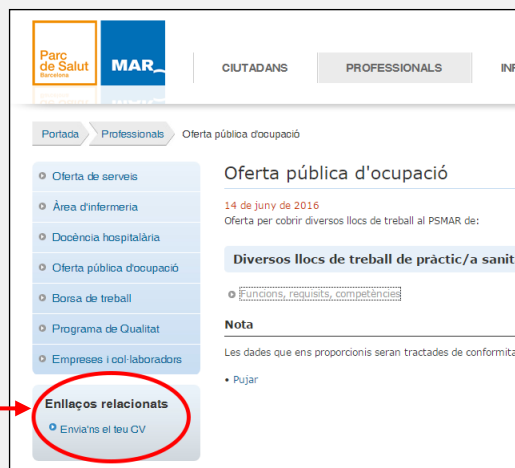 Parc
de Salut
Barcelona
MAR
CIUTADANS
PROFESSIONALS
Portada
Professionals
Oferta pública d'ocupació
Oferta de serveis
Àrea d'infermeria
Docència hospitalària
Oferta pública d'ocupació
Borsa de treball
Programa de Qualitat
Empreses i col·laboradors
Enllaços relacionats
Envia'ns el teu CV
Oferta pública d'ocupació
14 de juny de 2016
Oferta per cobrir diversos llocs de treball al PSMAR de:
Diversos llocs de treball de pràctic/a sanit
Funcions, requisits, competències
Nota
Les dades que ens proporcionis seran tractades de conformita
• Pujar